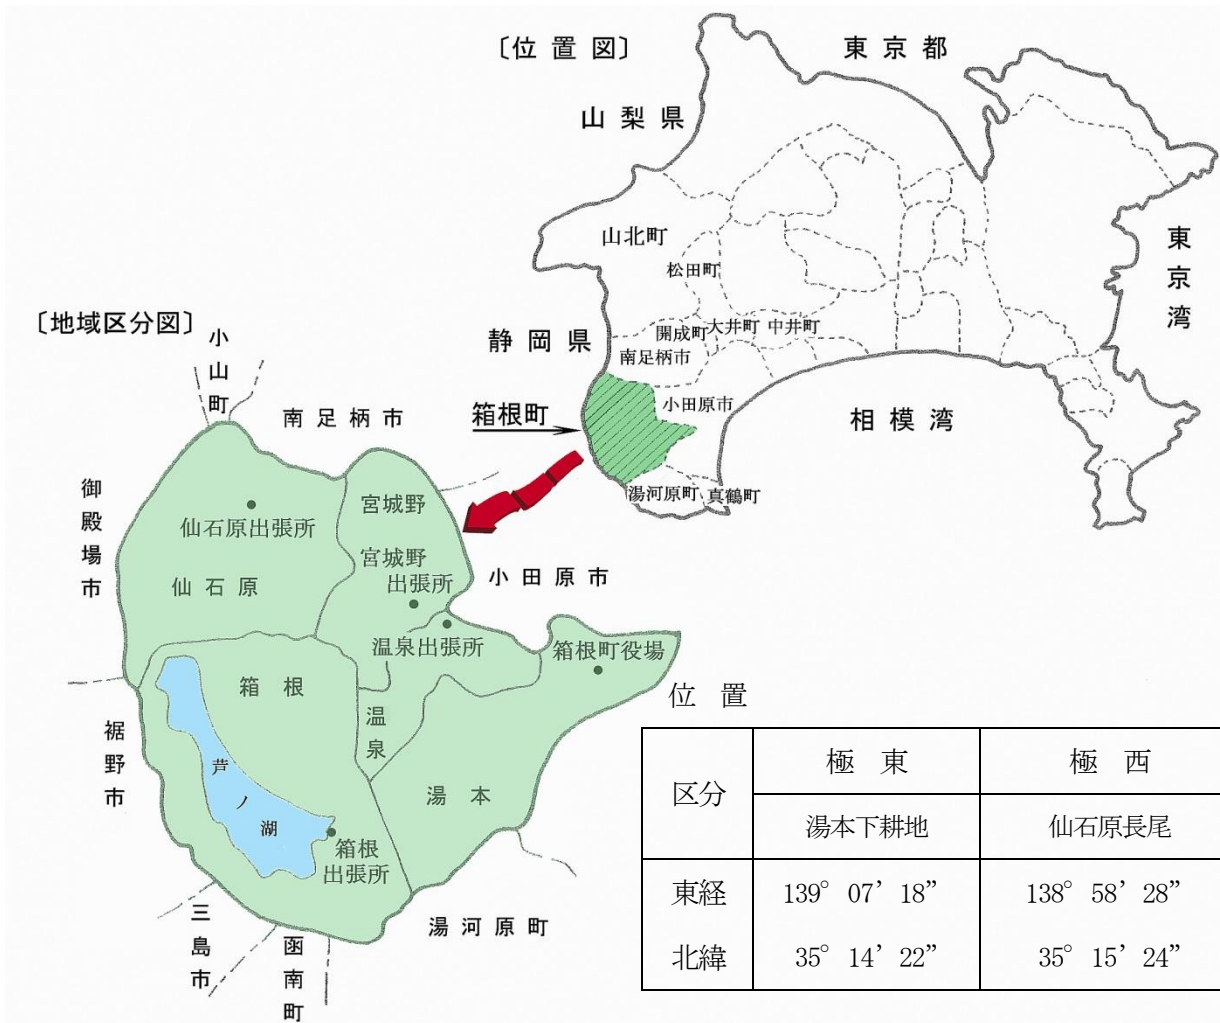 〔位置図〕
東京都
山梨県
山北町
松田町
東京湾
静岡県
開成町
大井町
中井町
南足柄市
箱根町
小田原市
相模湾
湯河原町
真鶴町
〔地域区分図〕
小山町
南足柄市
御殿場市
宮城野
仙石原出張所
宮城野
出張所
仙石原
小田原市
温泉出張所
箱根町役場
箱根
温泉
裾野市
芦ノ湖
湯本
箱根
出張所
三島市
函南町
湯河原町
位置
区分 極東 極西
湯本下耕地 仙石原長尾
東経 139° 07’ 18” 138° 58’ 28”
北緯 35° 14’ 22” 35° 15’ 24”